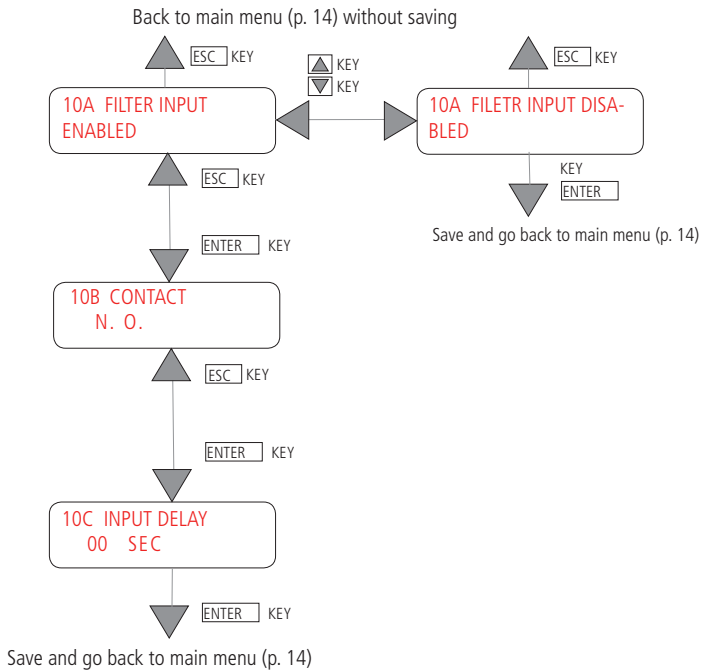 Back to main menu (p. 14) without saving
ESC KEY
KEY
KEY
ESC KEY
10A FILTER INPUT
ENABLED
10A FILETR INPUT DISA-
BLED
ESC KEY
KEY
ENTER
Save and go back to main menu (p. 14)
ENTER KEY
10B CONTACT
N. O.
ESC KEY
ENTER KEY
10C INPUT DELAY
00 SEC
ENTER KEY
Save and go back to main menu (p. 14)